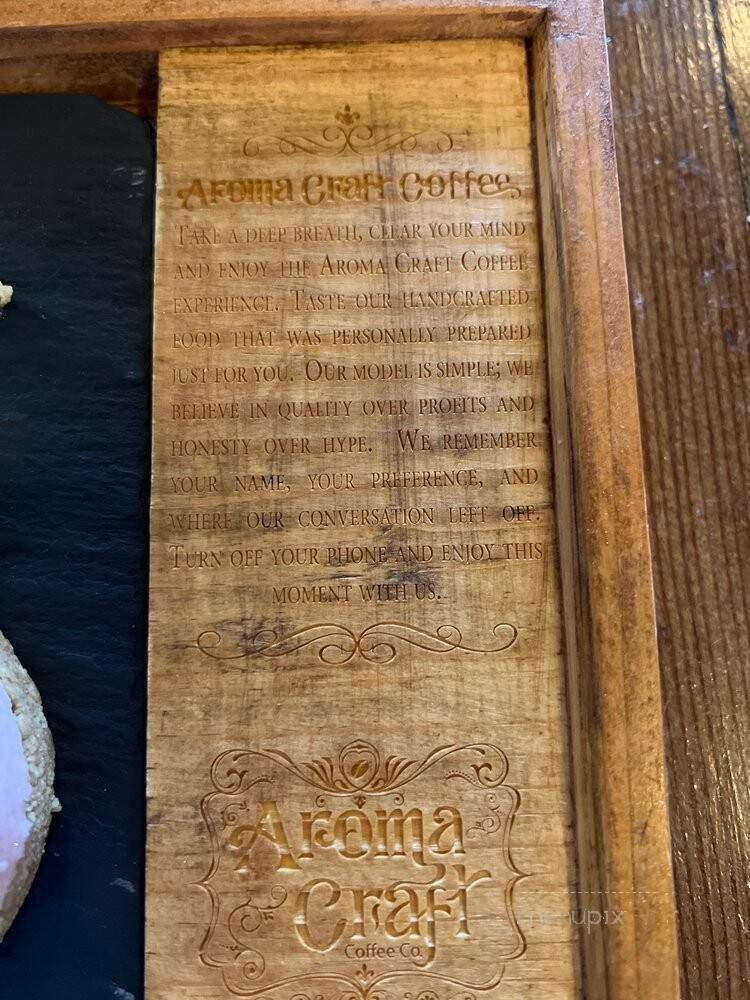 Aroma Craft Coffee
Take a deep breath, clear your mind
and enjoy the Aroma Craft Coffee
experience. Taste our handcrafted
food that was personally prepared
just for you. Our model is simple; we
believe in quality over profits and
honesty over hype. We remember
your name, your preference, and
where our conversation left off.
Turn off your phone and enjoy this
moment with us.
Aroma
Craft
Coffee Co.